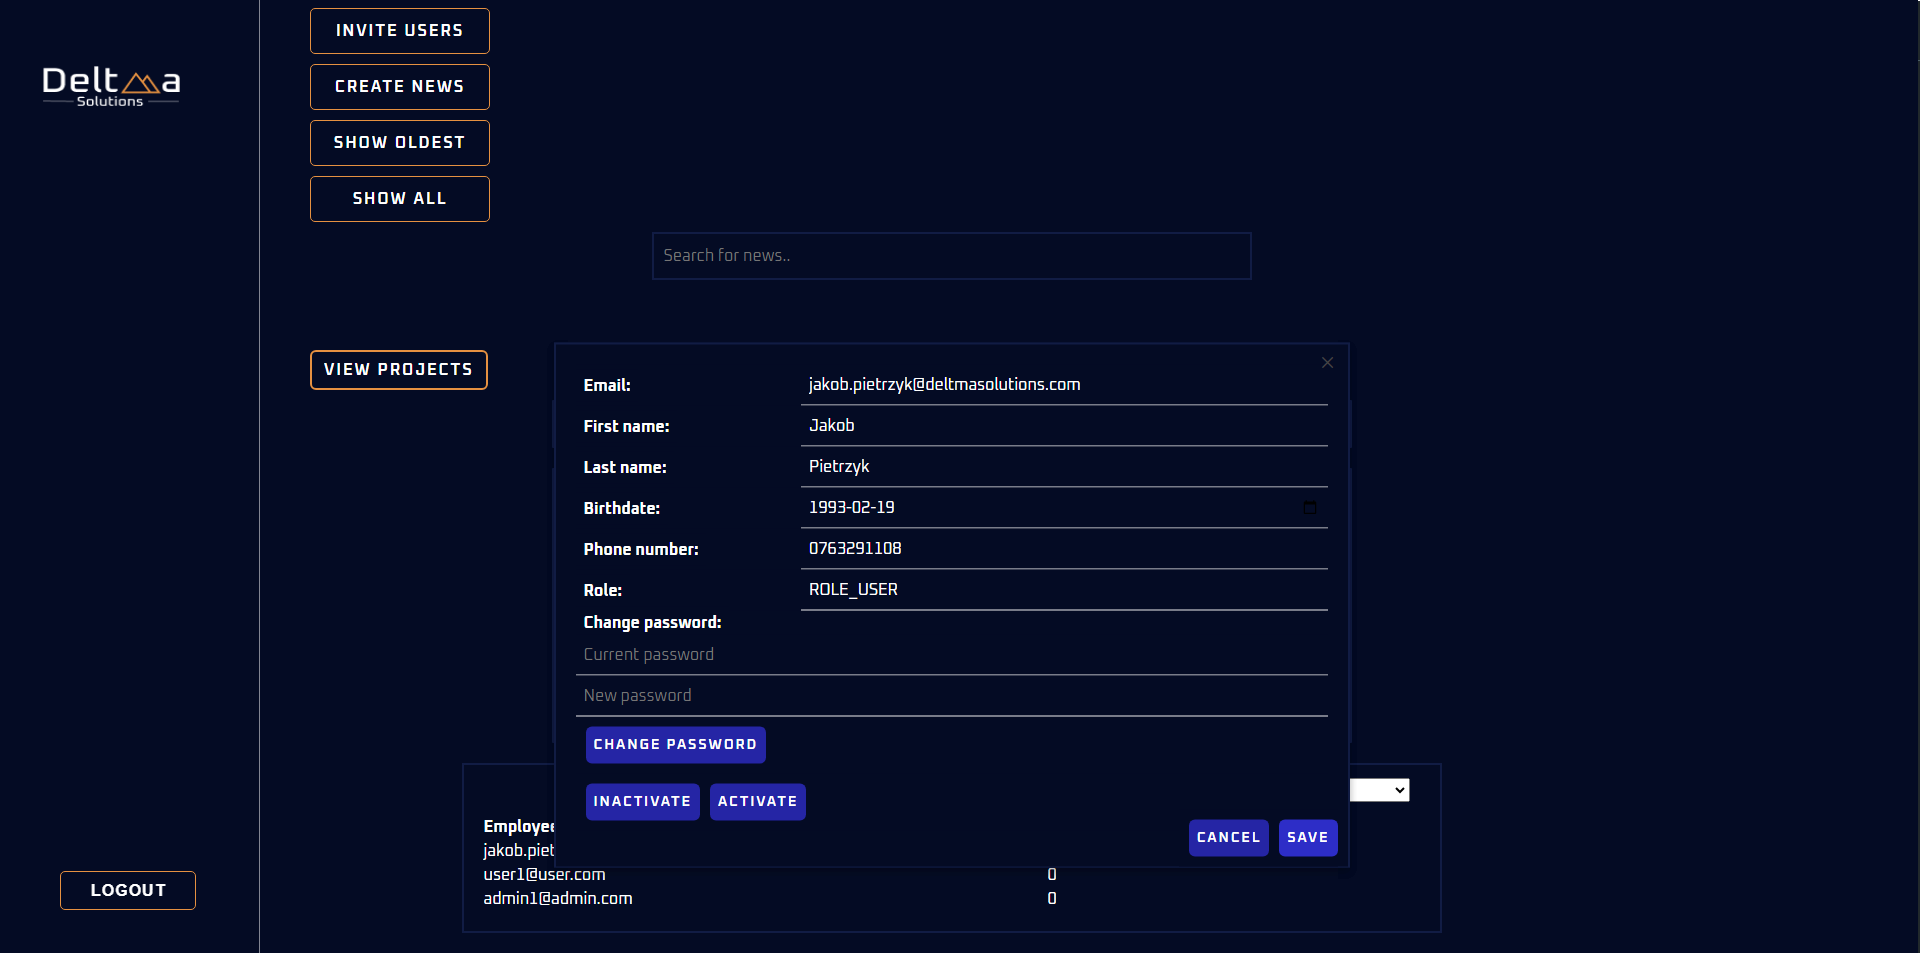 Deltma
Solutions
INVITE USERS
CREATE NEWS
SHOW OLDEST
SHOW ALL
Search for news..
VIEW PROJECTS
Email: jakob.pietrzyk@deltmasolutions.com
First name: Jakob
Last name: Pietrzyk
Birthdate: 1993-02-19
Phone number: 0763291108
Role: ROLE_USER
Change password:
Current password
New password
CHANGE PASSWORD
INACTIVATE ACTIVATE
CANCEL SAVE
Employee
jakob.piet
user1@user.com 0
admin1@admin.com 0
LOGOUT